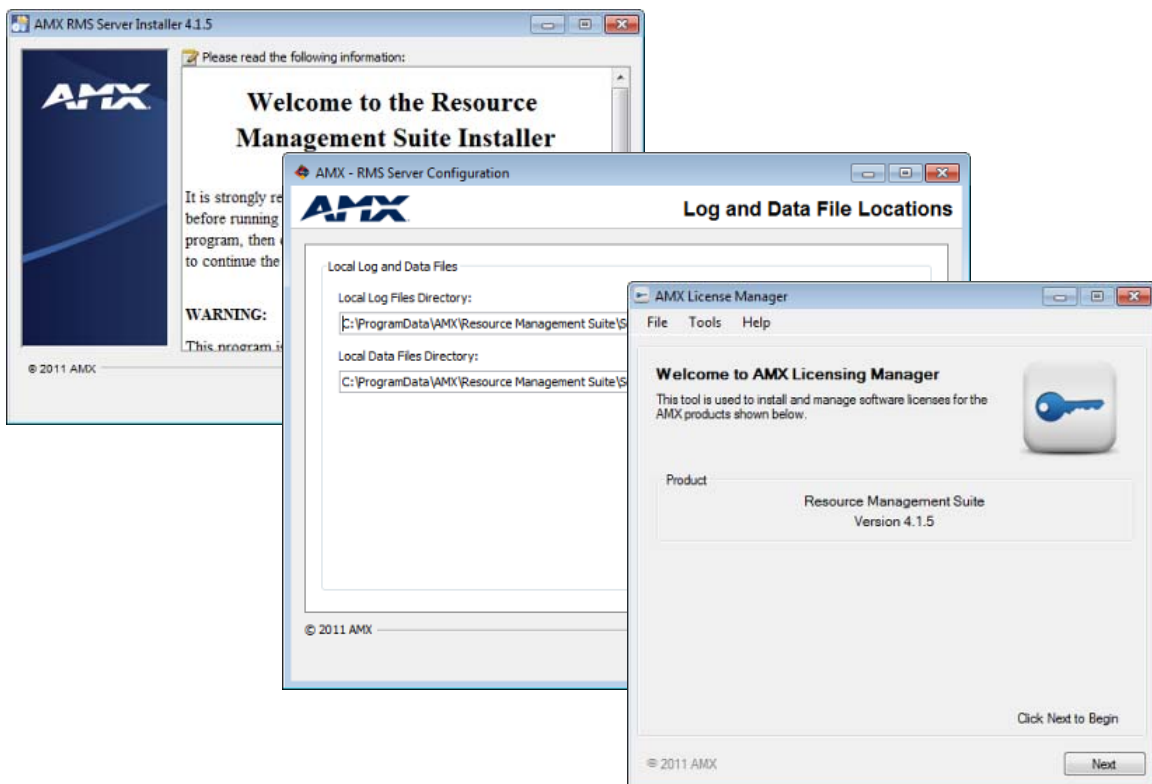 AMX RMS Server Installer 4.1.5
AMX
Please read the following information:
Welcome to the Resource
Management Suite Installer
It is strongly re
before running
program, then
to continue the
WARNING:
This program is
© 2011 AMX
AMX - RMS Server Configuration
AMX
Log and Data File Locations
Local Log and Data Files
Local Log Files Directory:
C:\ProgramData\AMX\Resource Management Suite\S
Local Data Files Directory:
C:\ProgramData\AMX\Resource Management Suite\S
© 2011 AMX
AMX License Manager
File Tools Help
Welcome to AMX Licensing Manager
This tool is used to install and manage software licenses for the
AMX products shown below.
Product
Resource Management Suite
Version 4.1.5
Click Next to Begin
© 2011 AMX
Next